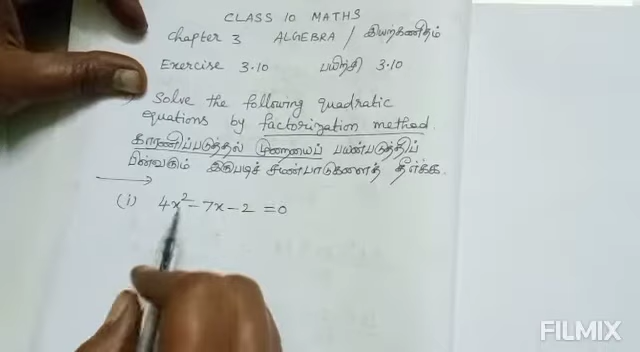 CLASS 10 MATHS
Chapter 3 ALGEBRA / இயற்கணிதம்
Exercise 3.10 பயிற்சி 3.10
Solve the following quadratic
equations by factorization method.
காரணிப்படுத்தல் முறையைப் பயன்படுத்திப்
பின்வரும் இருபடிச் சமன்பாடுகளைத் தீர்க்க.
(i) 4x² - 7x - 2 = 0
FILMIX